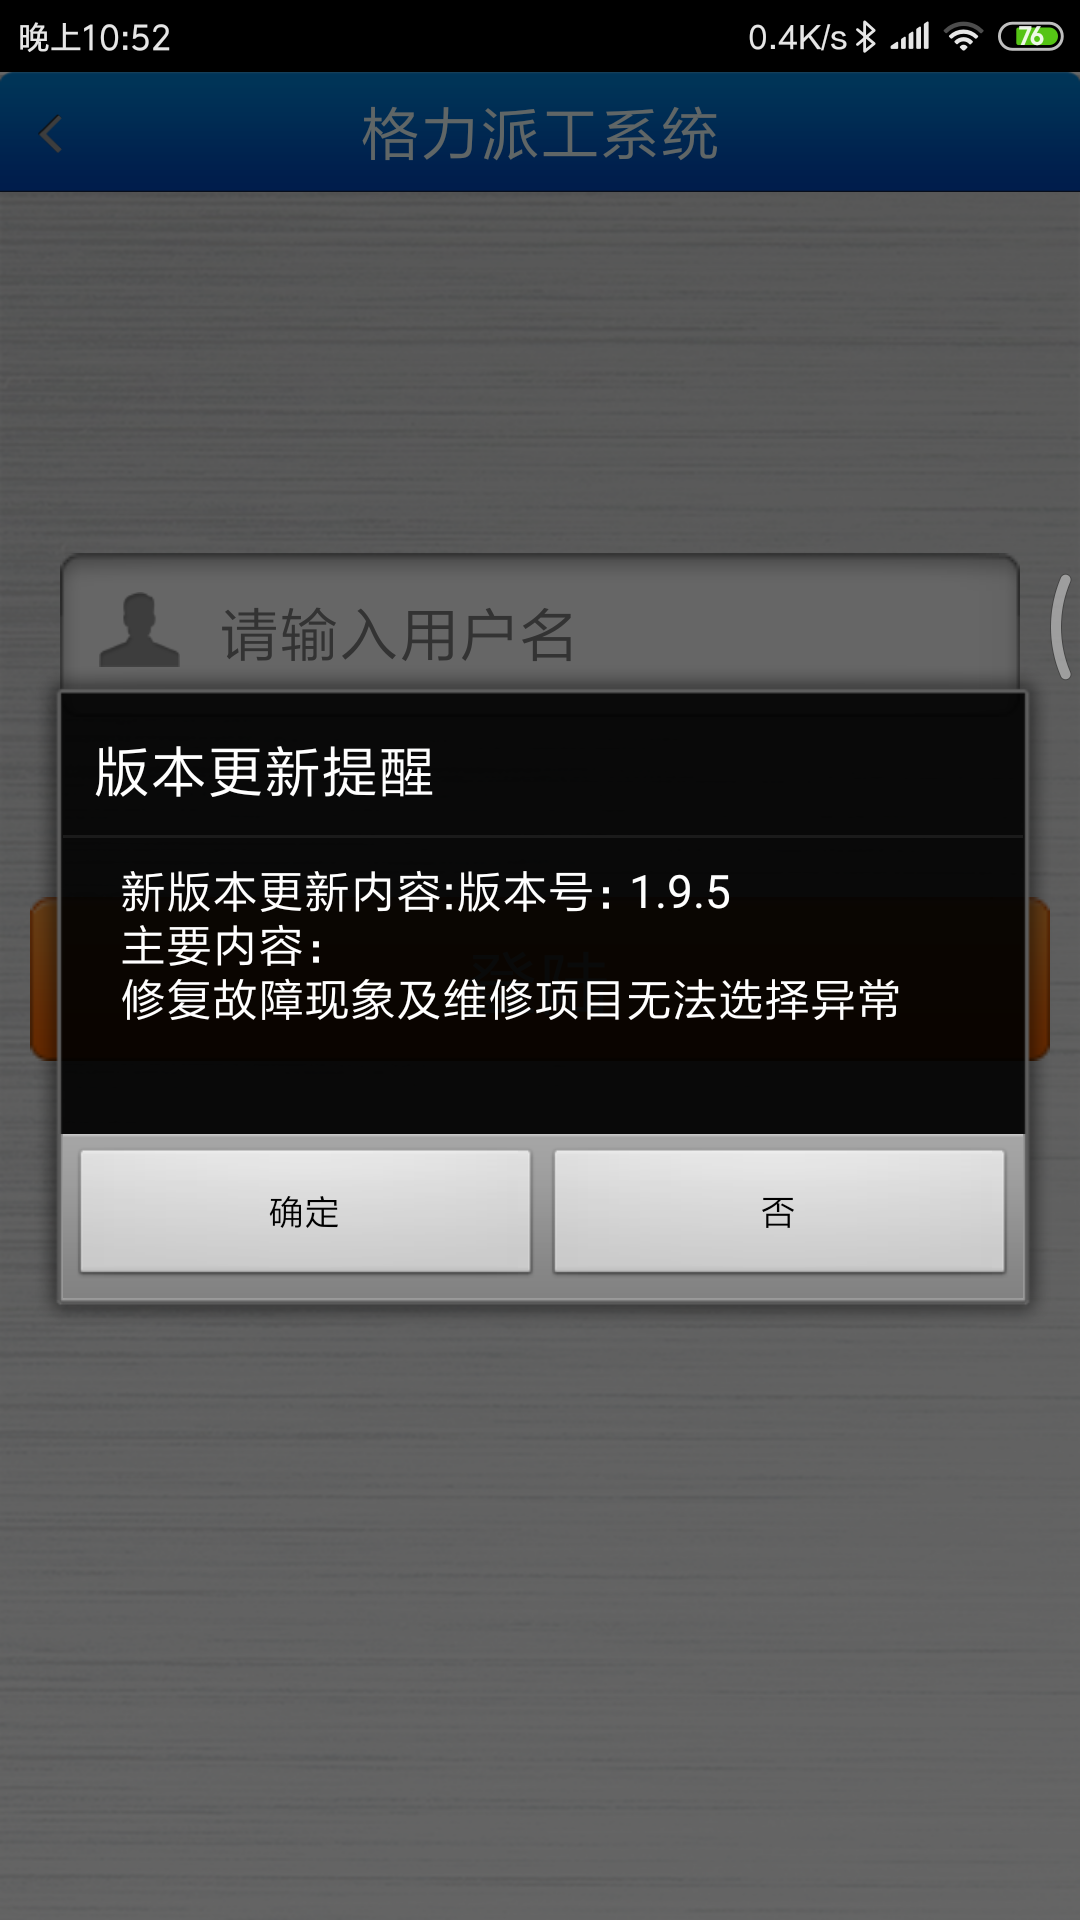 晚上10:52
0.4K/s
76
格力派工系统
请输入用户名
版本更新提醒
新版本更新内容:版本号：1.9.5
主要内容：
修复故障现象及维修项目无法选择异常
登陆
确定
否